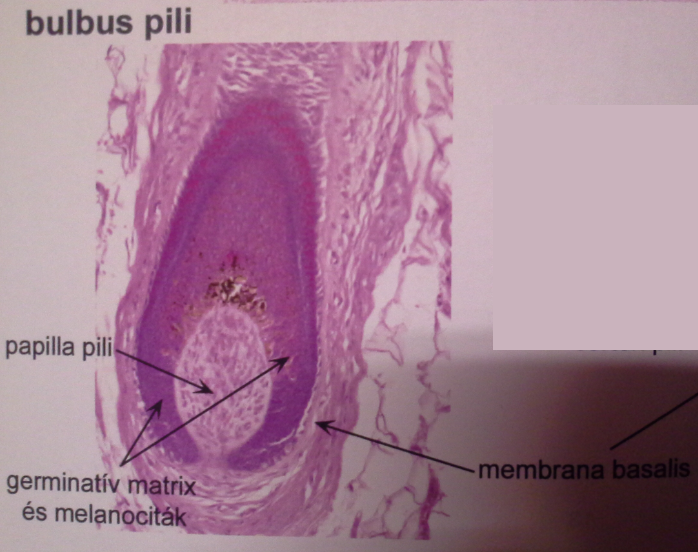 bulbus pili
papilla pili
germinatív matrix
és melanociták
membrana basalis